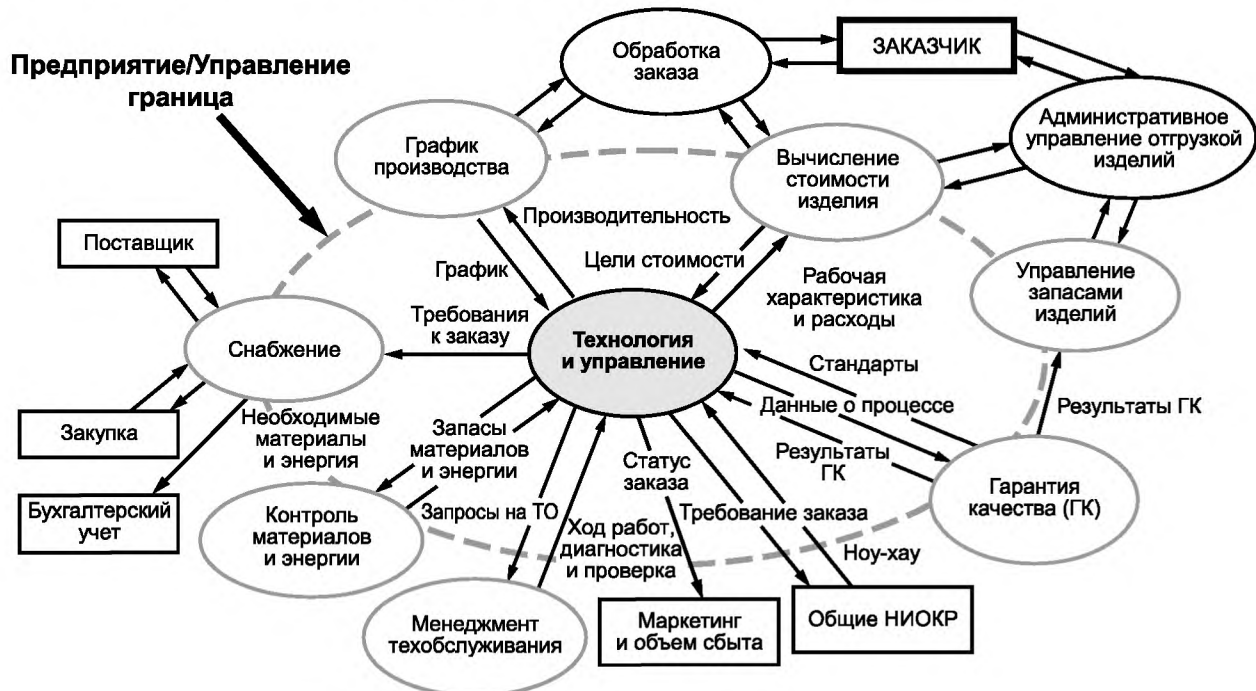 Предприятие/Управление
граница
Обработка
заказа
ЗАКАЗЧИК
Административное
управление отгрузкой
изделий
График
производства
Вычисление
стоимости
изделия
Производительность
Поставщик
График
Цели стоимости
Рабочая
характеристика
и расходы
Управление
запасами
изделий
Требования
к заказу
Снабжение
Технология
и управление
Стандарты
Закупка
Необходимые
материалы
и энергия
Запасы
материалов
и энергии
Данные о процессе
Результаты ГК
Статус
заказа
Результаты
ГК
Бухгалтерский
учет
Контроль
материалов
и энергии
Запросы на ТО
Ход работ,
диагностика
и проверка
Требование заказа
Гарантия
качества (ГК)
Ноу-хау
Менеджмент
техобслуживания
Маркетинг
и объем сбыта
Общие НИОКР